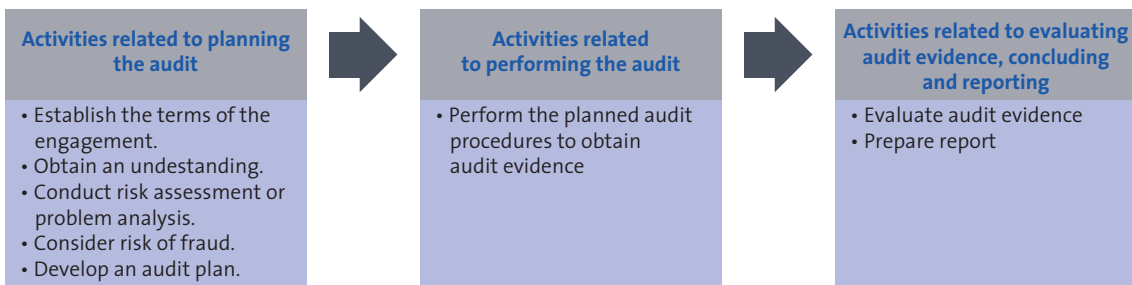 Activities related to planning
the audit
• Establish the terms of the
engagement.
• Obtain an undestanding.
• Conduct risk assessment or
problem analysis.
• Consider risk of fraud.
• Develop an audit plan.
Activities related
to performing the audit
• Perform the planned audit
procedures to obtain
audit evidence
Activities related to evaluating
audit evidence, concluding
and reporting
• Evaluate audit evidence
• Prepare report